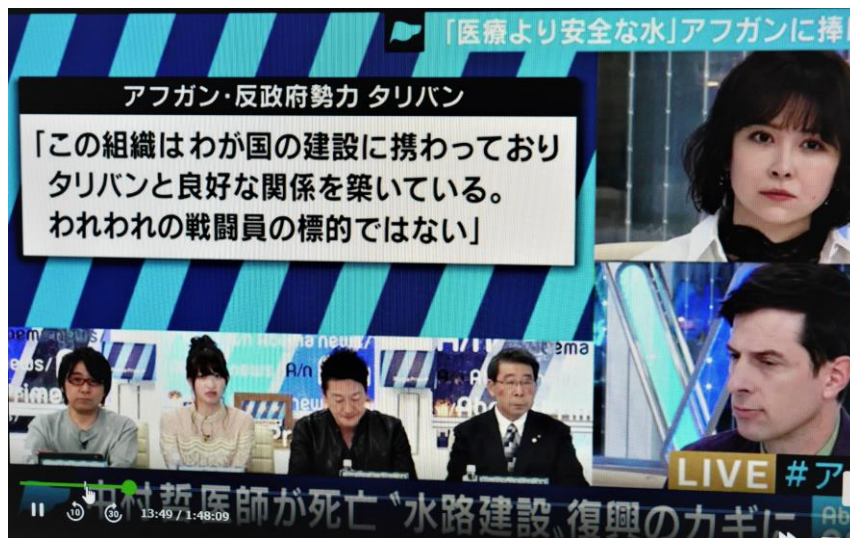 「医療より安全な水」アフガンに捧
アフガン・反政府勢力 タリバン
「この組織はわが国の建設に携わっており
タリバンと良好な関係を築いている。
われわれの戦闘員の標的ではない」
LIVE #ア
中村哲医師が死亡〝水路建設〟復興のカギに
10
30
13:49 / 1:48:09